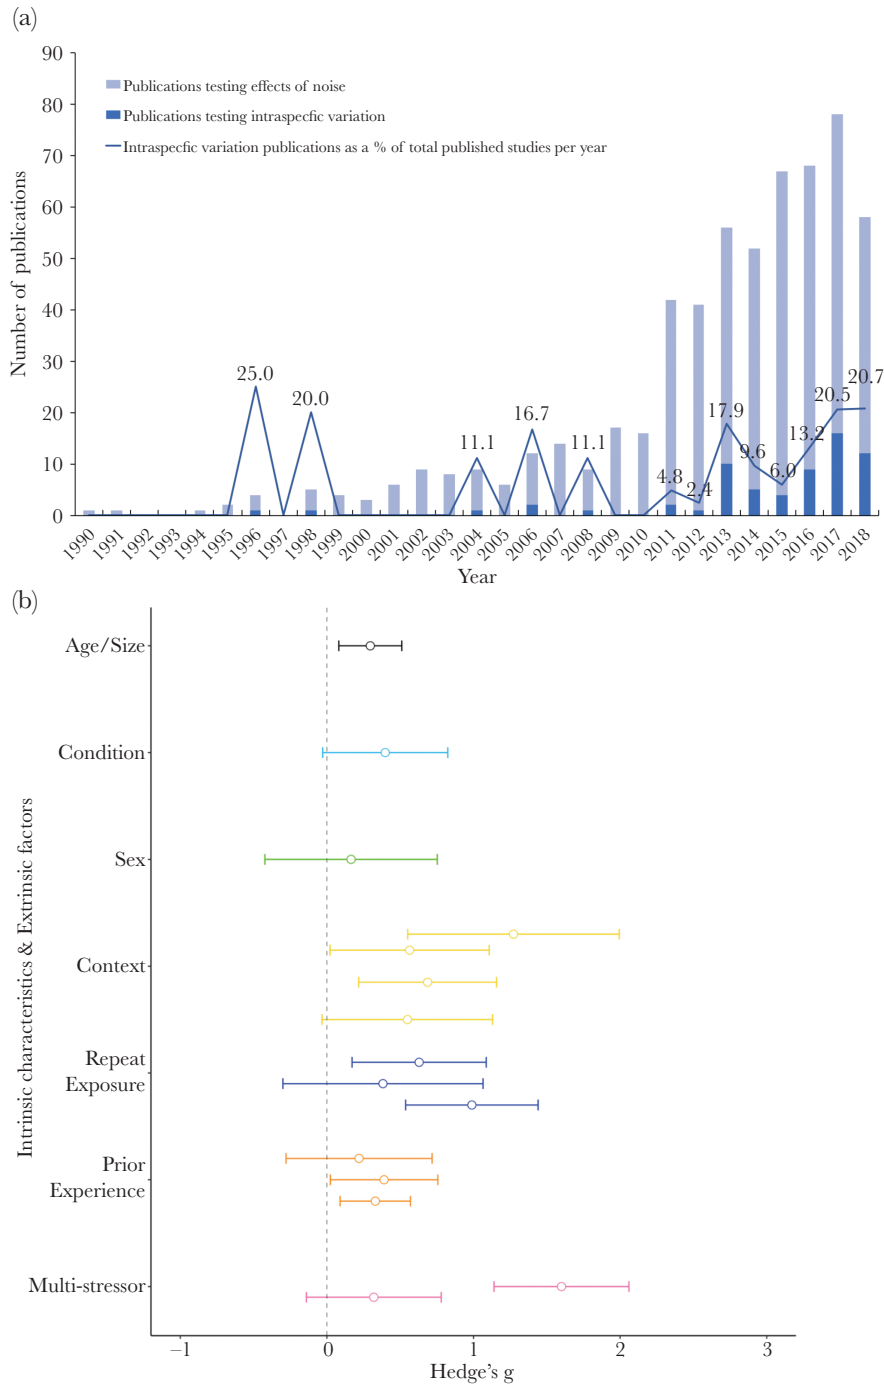 (a)
90
80
70
60
50
40
30
20
10
0
Number of publications
Publications testing effects of noise
Publications testing intraspecfic variation
Intraspecfic variation publications as a % of total published studies per year
25.0
20.0
11.1
16.7
11.1
4.8
2.4
17.9
9.6
6.0
13.2
20.5
20.7
1990 1991 1992 1993 1994 1995 1996 1997 1998 1999 2000 2001 2002 2003 2004 2005 2006 2007 2008 2009 2010 2011 2012 2013 2014 2015 2016 2017 2018
Year
(b)
Intrinsic characteristics & Extrinsic factors
Age/Size
Condition
Sex
Context
Repeat
Exposure
Prior
Experience
Multi-stressor
–1 0 1 2 3
Hedge's g